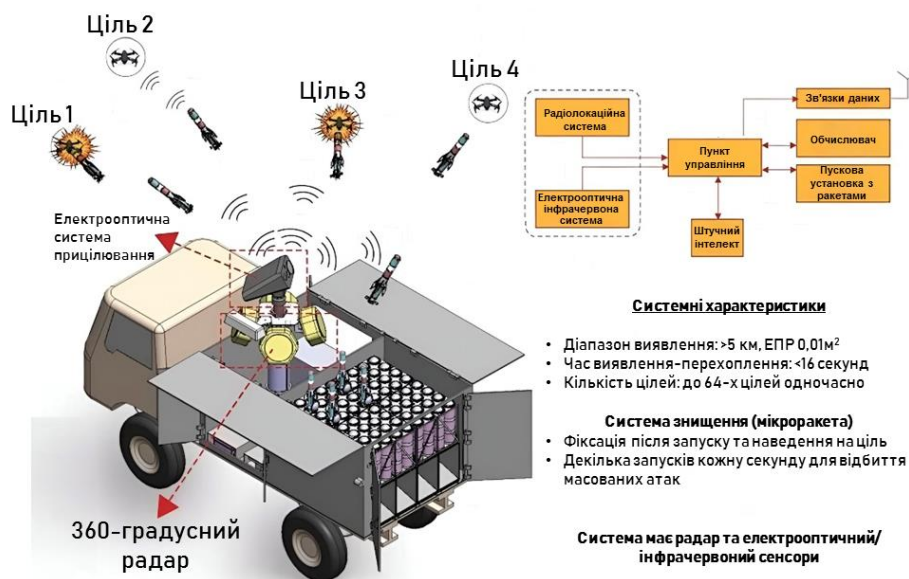 Ціль 2
Ціль 1
Ціль 3
Ціль 4
Електрооптична
система
прицілювання
360-градусний
радар
Радіолокаційна
система
Електрооптична
інфрачервона
система
Пункт
управління
Зв'язки даних
Обчислювач
Пускова
установка з
ракетами
Штучний
інтелект
Системні характеристики
• Діапазон виявлення: >5 км, ЕПР 0,01м²
• Час виявлення-перехоплення: <16 секунд
• Кількість цілей: до 64-х цілей одночасно
Система знищення (мікроракета)
• Фіксація після запуску та наведення на ціль
• Декілька запусків кожну секунду для відбиття
масованих атак
Система має радар та електрооптичний/
інфрачервоний сенсори